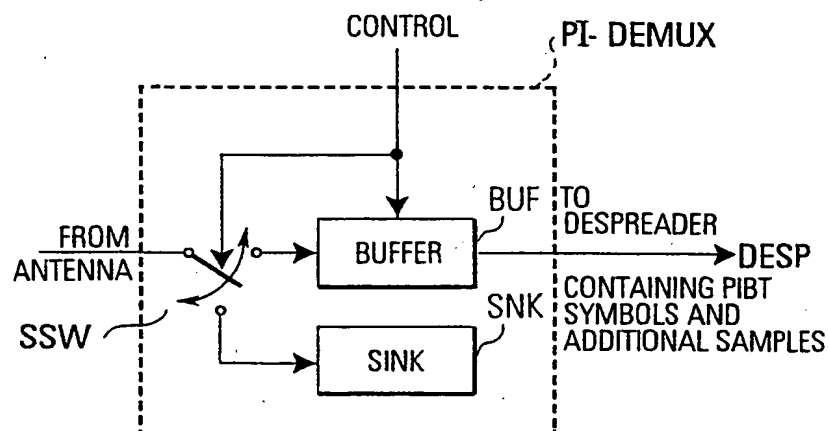 CONTROL
PI- DEMUX
BUF
TO
DESPREADER
FROM
ANTENNA
BUFFER
DESP
SSW
SNK
CONTAINING PIBT
SYMBOLS AND
ADDITIONAL SAMPLES
SINK